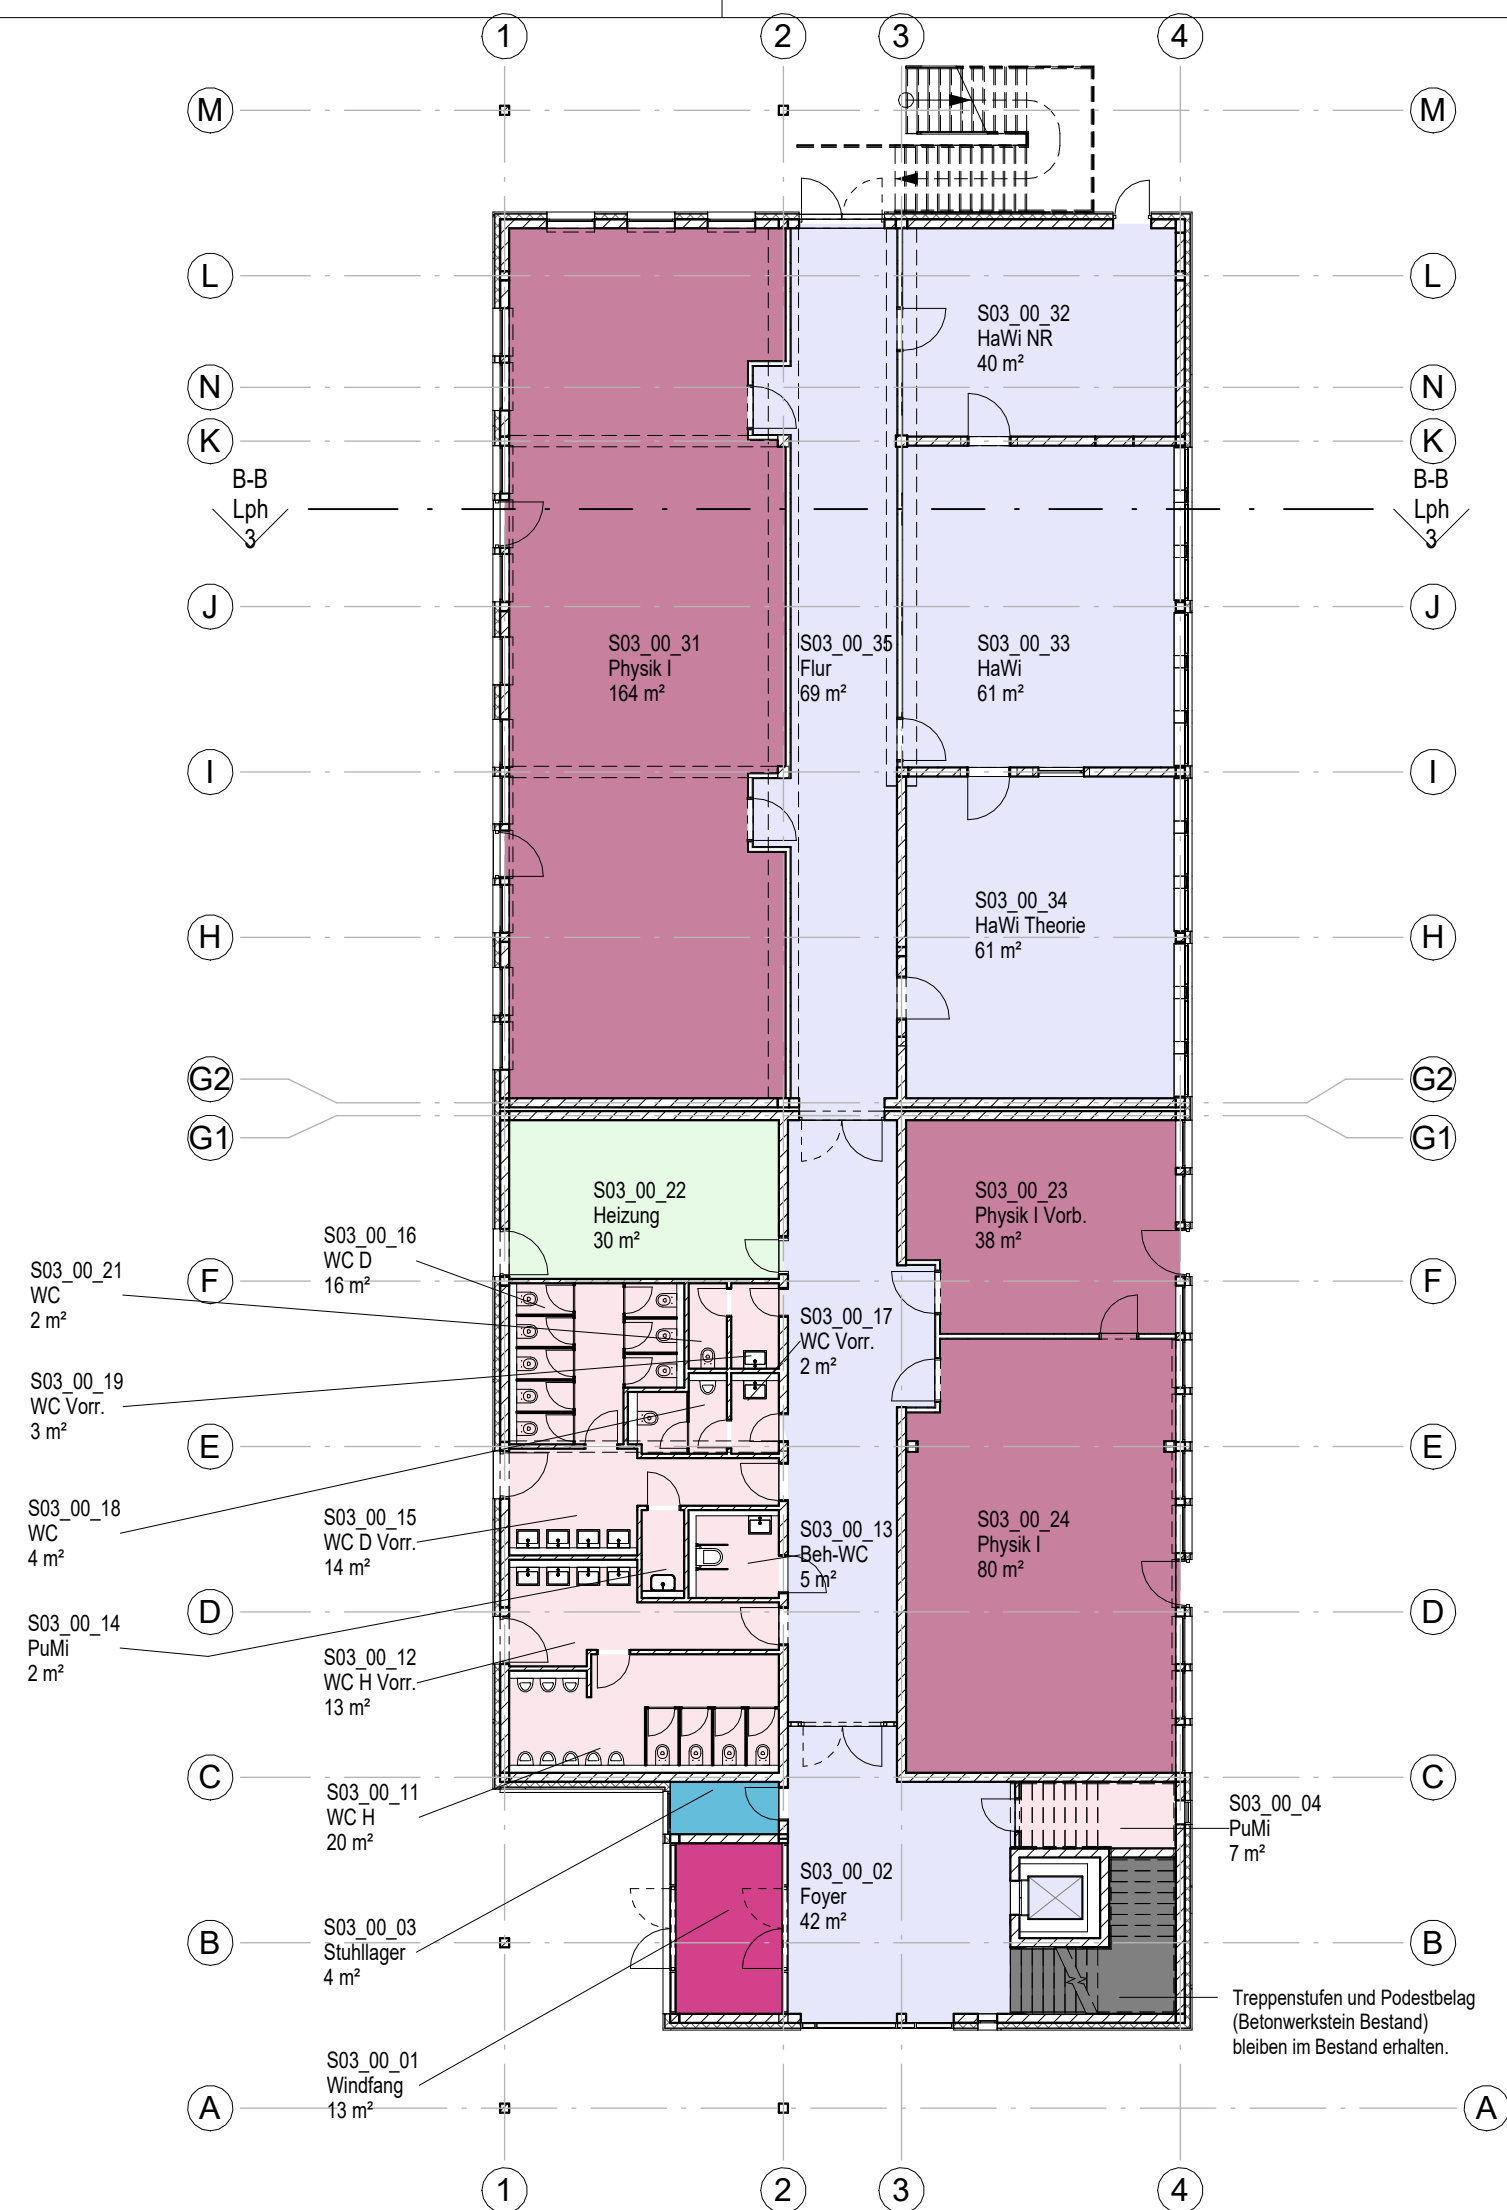 1
2
3
4
M
M
L
L
S03_00_32
HaWi NR
40 m²
N
N
K
K
B-B
Lph
3
B-B
Lph
3
J
J
S03_00_31
Physik I
164 m²
S03_00_35
Flur
69 m²
S03_00_33
HaWi
61 m²
I
I
S03_00_34
HaWi Theorie
61 m²
H
H
G2
G2
G1
G1
S03_00_22
Heizung
30 m²
S03_00_23
Physik I Vorb.
38 m²
S03_00_16
WC D
16 m²
S03_00_21
WC
2 m²
F
F
S03_00_17
WC Vorr.
2 m²
S03_00_19
WC Vorr.
3 m²
E
E
S03_00_18
WC
4 m²
S03_00_15
WC D Vorr.
14 m²
S03_00_13
Beh-WC
5 m²
S03_00_24
Physik I
80 m²
D
D
S03_00_14
PuMi
2 m²
S03_00_12
WC H Vorr.
13 m²
C
C
S03_00_11
WC H
20 m²
S03_00_04
PuMi
7 m²
S03_00_02
Foyer
42 m²
S03_00_03
Stuhllager
4 m²
B
B
Treppenstufen und Podestbelag
(Betonwerkstein Bestand)
bleiben im Bestand erhalten.
S03_00_01
Windfang
13 m²
A
A
1
2
3
4